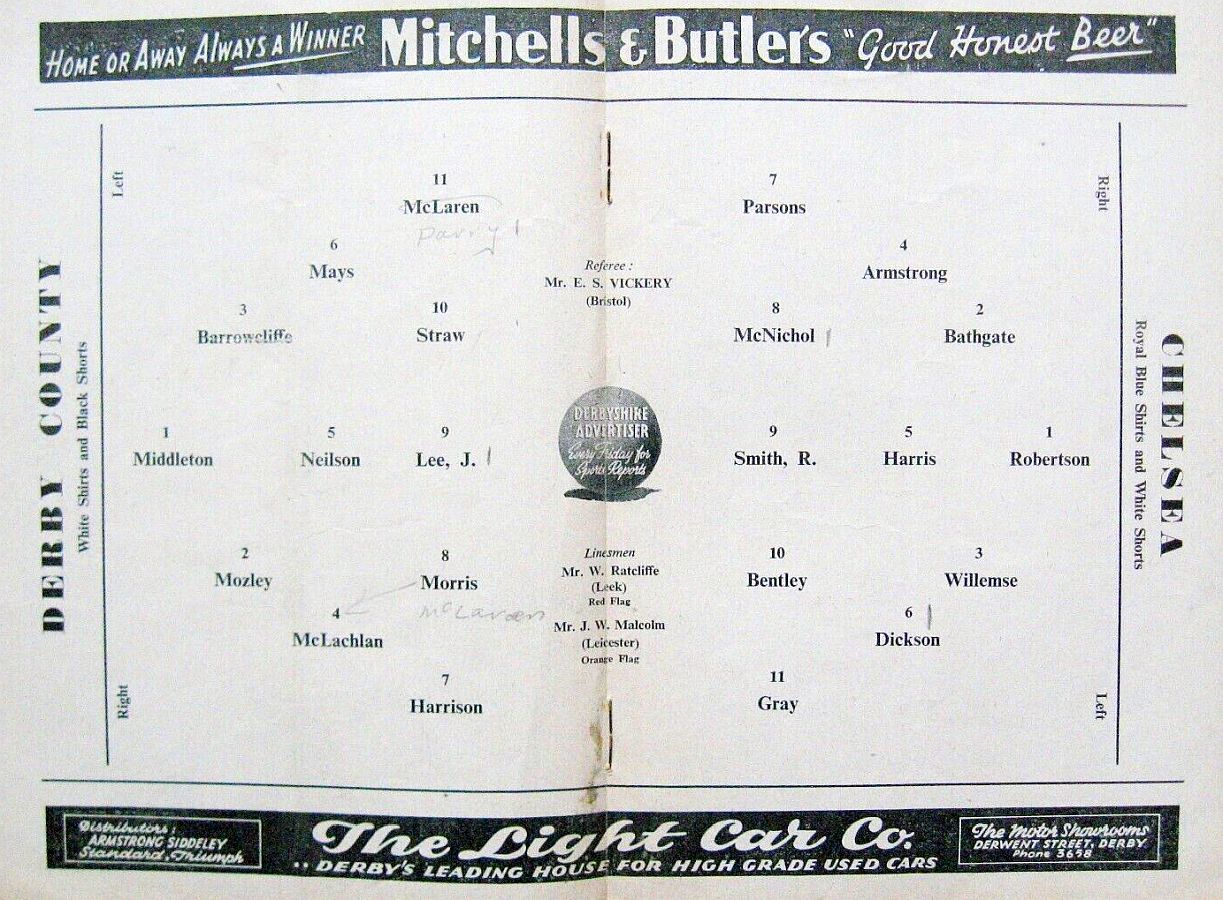 HOME OR AWAY ALWAYS A WINNER Mitchells & Butlers "Good Honest Beer"
DERBY COUNTY
White Shirts and Black Shorts
Left
Right
11
McLaren
Parry
6
Mays
3
Barrowcliffe
10
Straw
1
Middleton
5
Neilson
9
Lee, J.
2
Mozley
8
Morris
McLaren
4
McLachlan
7
Harrison
Referee :
Mr. E. S. VICKERY
(Bristol)
DERBYSHIRE
ADVERTISER
Every Friday for
Sports Reports
Linesmen
Mr. W. Ratcliffe
(Leek)
Red Flag
Mr. J. W. Malcolm
(Leicester)
Orange Flag
7
Parsons
4
Armstrong
8
McNichol
2
Bathgate
9
Smith, R.
5
Harris
1
Robertson
10
Bentley
3
Willemse
6
Dickson
11
Gray
Right
Left
Royal Blue Shirts and White Shorts
CHELSEA
Distributors :
ARMSTRONG SIDDELEY
Standard, Triumph
The Light Car Co.
.. DERBY'S LEADING HOUSE FOR HIGH GRADE USED CARS
The Motor Showrooms
DERWENT STREET, DERBY
Phone 3658